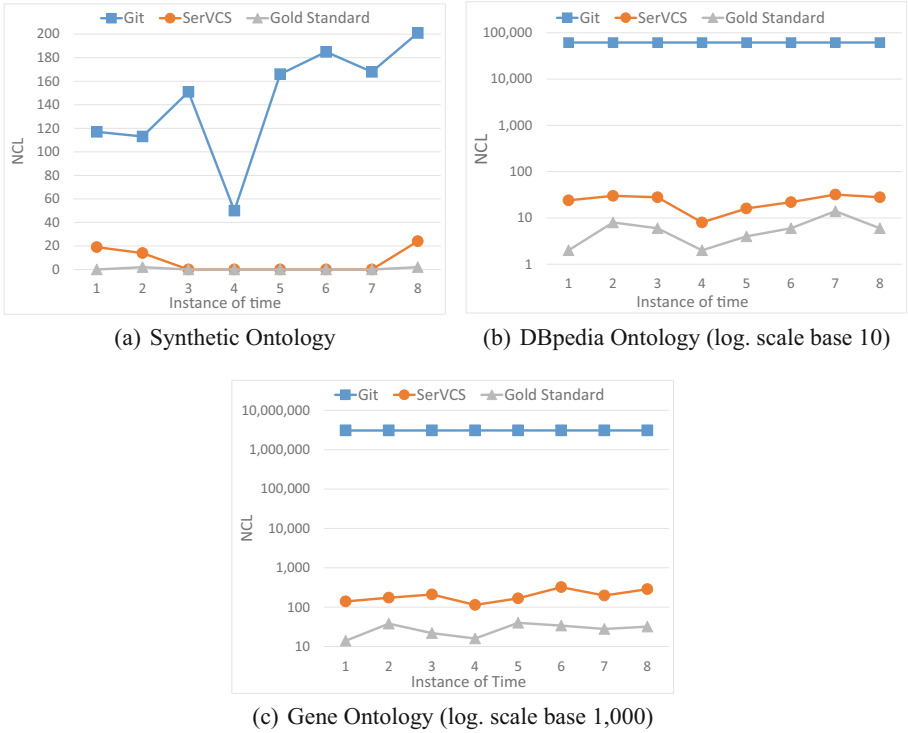 Git SerVCS Gold Standard
200
180
160
140
120
100
80
60
40
20
0
NCL
1 2 3 4 5 6 7 8
Instance of time
(a) Synthetic Ontology
Git SerVCS Gold Standard
100,000
10,000
1,000
100
10
1
NCL
1 2 3 4 5 6 7 8
Instance of time
(b) DBpedia Ontology (log. scale base 10)
Git SerVCS Gold Standard
10,000,000
1,000,000
100,000
10,000
1,000
100
10
NCL
1 2 3 4 5 6 7 8
Instance of Time
(c) Gene Ontology (log. scale base 1,000)